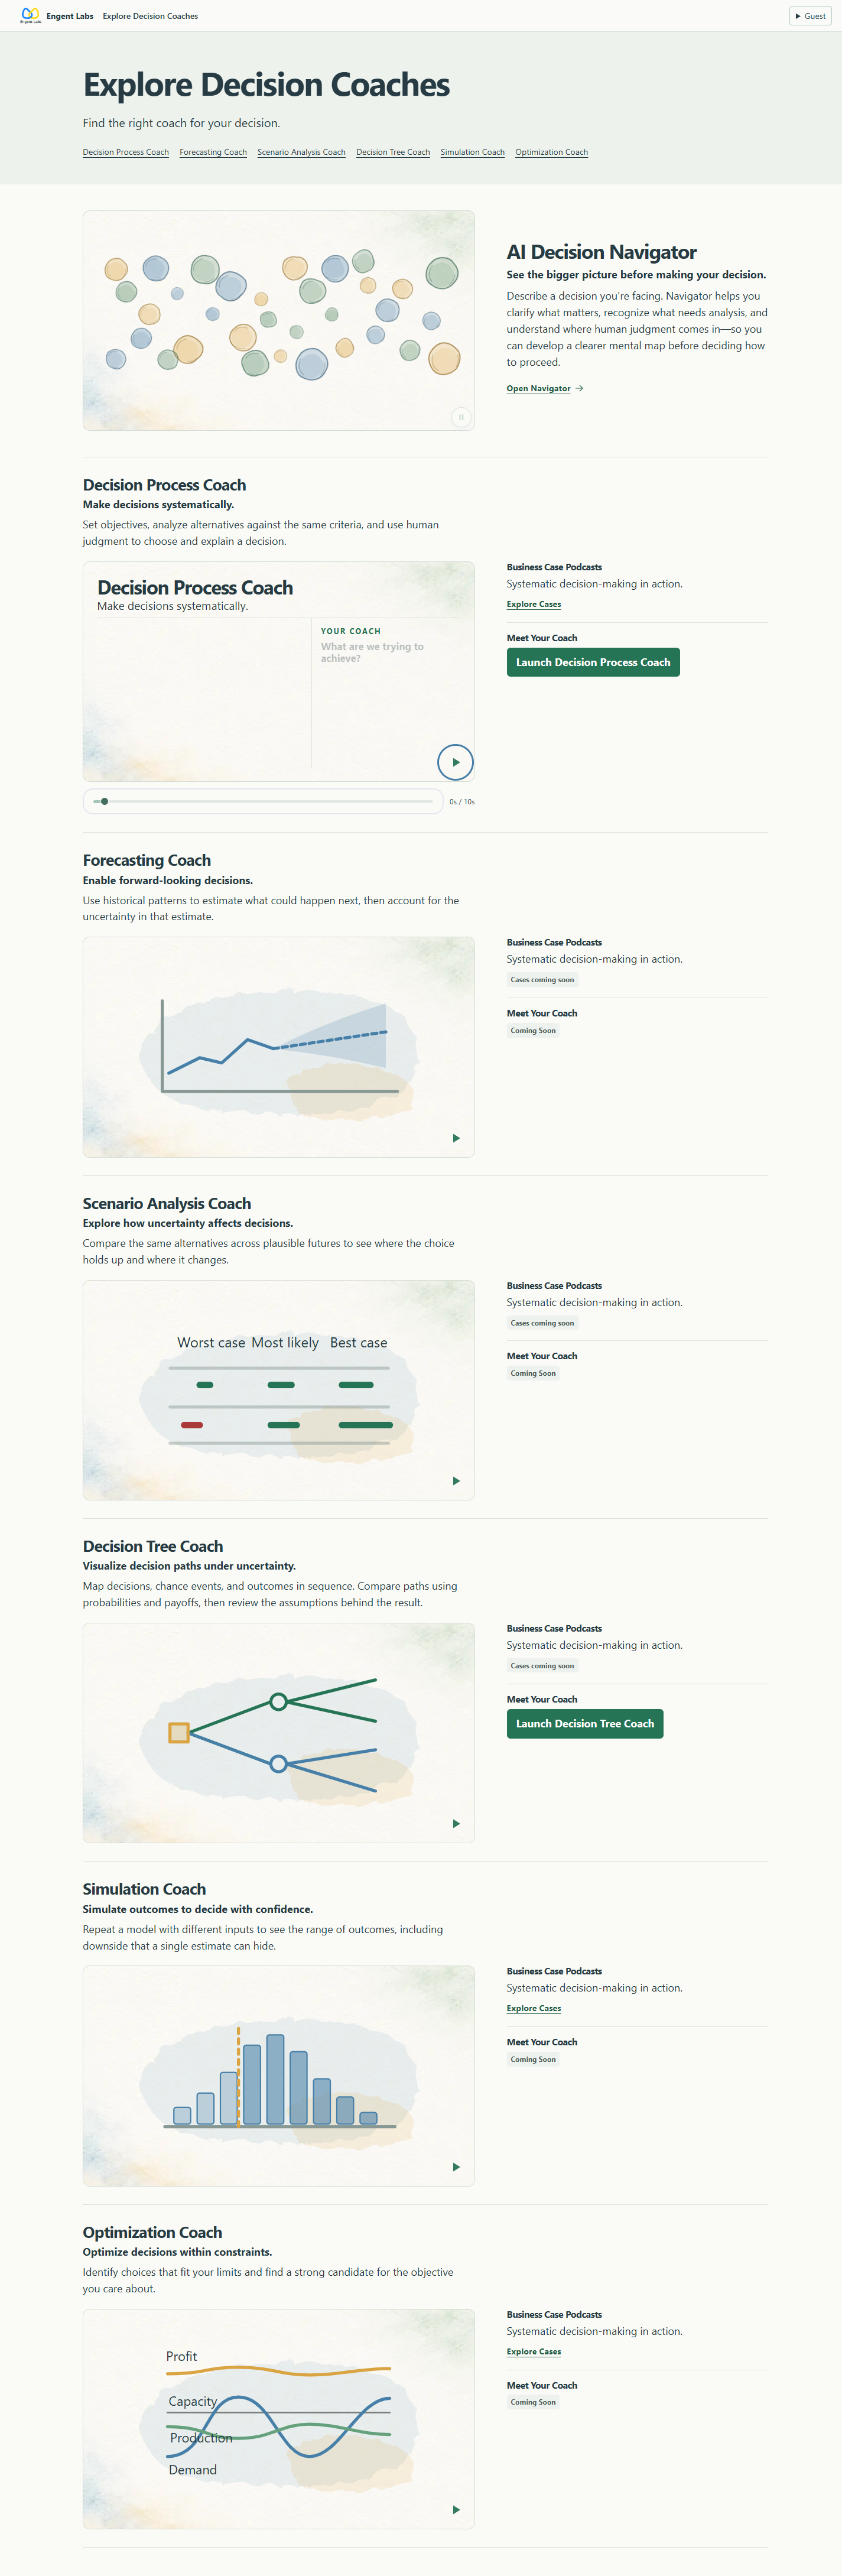 Engent Labs
Engent Labs Explore Decision Coaches
Guest
Explore Decision Coaches
Find the right coach for your decision.
Decision Process Coach Forecasting Coach Scenario Analysis Coach Decision Tree Coach Simulation Coach Optimization Coach
AI Decision Navigator
See the bigger picture before making your decision.
Describe a decision you're facing. Navigator helps you
clarify what matters, recognize what needs analysis, and
understand where human judgment comes in—so you
can develop a clearer mental map before deciding how
to proceed.
Open Navigator →
Decision Process Coach
Make decisions systematically.
Set objectives, analyze alternatives against the same criteria, and use human
judgment to choose and explain a decision.
Decision Process Coach
Make decisions systematically.
YOUR COACH
What are we trying to
achieve?
0s / 10s
Business Case Podcasts
Systematic decision-making in action.
Explore Cases
Meet Your Coach
Launch Decision Process Coach
Forecasting Coach
Enable forward-looking decisions.
Use historical patterns to estimate what could happen next, then account for the
uncertainty in that estimate.
Business Case Podcasts
Systematic decision-making in action.
Cases coming soon
Meet Your Coach
Coming Soon
Scenario Analysis Coach
Explore how uncertainty affects decisions.
Compare the same alternatives across plausible futures to see where the choice
holds up and where it changes.
Worst case Most likely Best case
Business Case Podcasts
Systematic decision-making in action.
Cases coming soon
Meet Your Coach
Coming Soon
Decision Tree Coach
Visualize decision paths under uncertainty.
Map decisions, chance events, and outcomes in sequence. Compare paths using
probabilities and payoffs, then review the assumptions behind the result.
Business Case Podcasts
Systematic decision-making in action.
Cases coming soon
Meet Your Coach
Launch Decision Tree Coach
Simulation Coach
Simulate outcomes to decide with confidence.
Repeat a model with different inputs to see the range of outcomes, including
downside that a single estimate can hide.
Business Case Podcasts
Systematic decision-making in action.
Explore Cases
Meet Your Coach
Coming Soon
Optimization Coach
Optimize decisions within constraints.
Identify choices that fit your limits and find a strong candidate for the objective
you care about.
Profit
Capacity
Production
Demand
Business Case Podcasts
Systematic decision-making in action.
Explore Cases
Meet Your Coach
Coming Soon